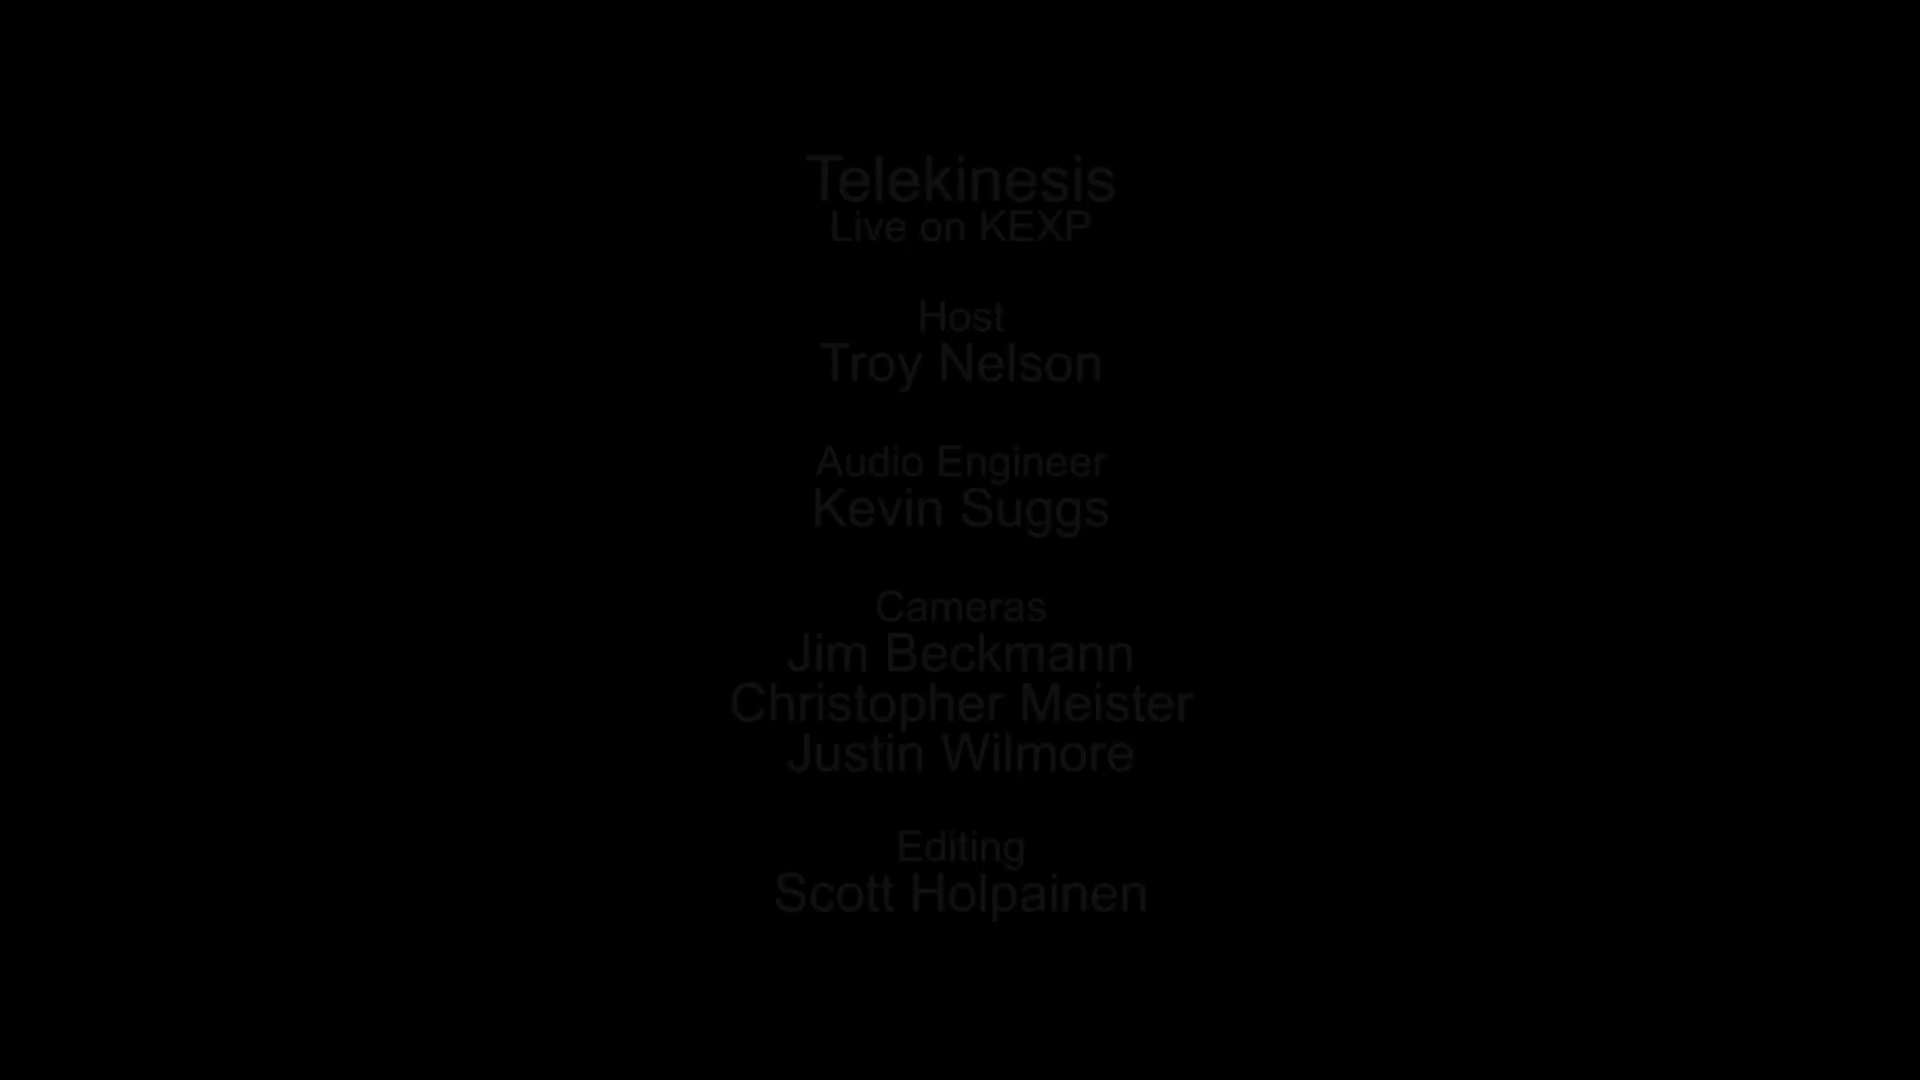 Telekinesis
Live on KEXP
Host
Troy Nelson
Audio Engineer
Kevin Suggs
Cameras
Jim Beckmann
Christopher Meister
Justin Wilmore
Editing
Scott Holpainen